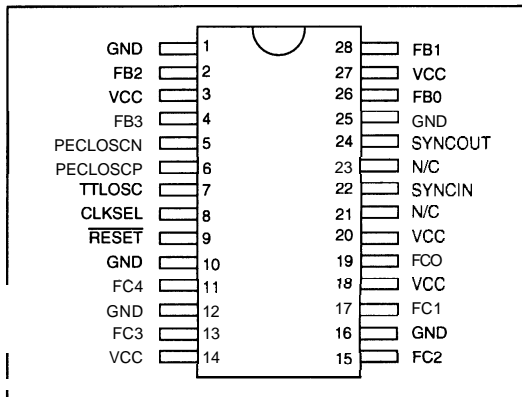 GND 1 28 FB1
FB2 2 27 VCC
VCC 3 26 FB0
FB3 4 25 GND
PECLOSCN 5 24 SYNCOUT
PECLOSCP 6 23 N/C
TTLOSC 7 22 SYNCIN
CLKSEL 8 21 N/C
RESET 9 20 VCC
GND 10 19 FCO
FC4 11 18 VCC
GND 12 17 FC1
FC3 13 16 GND
VCC 14 15 FC2